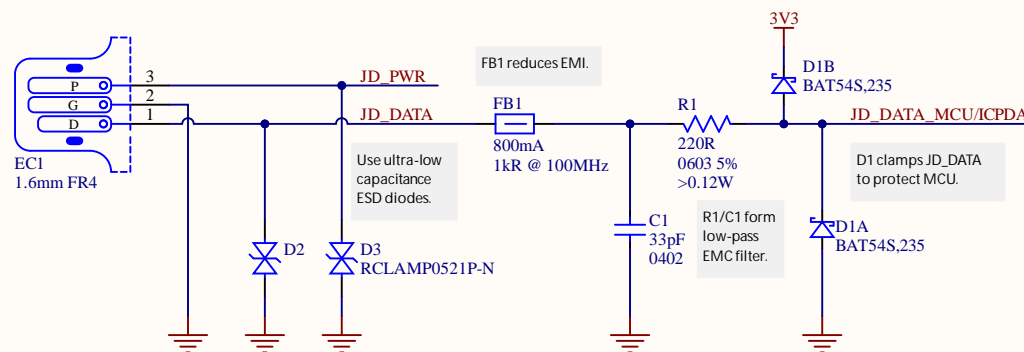 3V3
D1B
BAT54S,235
FB1 reduces EMI.
P
3
JD_PWR
G
2
D
1
JD_DATA
FB1
800mA
1kR @ 100MHz
R1
220R
0603 5%
>0.12W
JD_DATA_MCU/ICPDA
EC1
1.6mm FR4
Use ultra-low
capacitance
ESD diodes.
D1 clamps JD_DATA
to protect MCU.
D2
D3
RCLAMP0521P-N
C1
33pF
0402
R1/C1 form
low-pass
EMC filter.
D1A
BAT54S,235